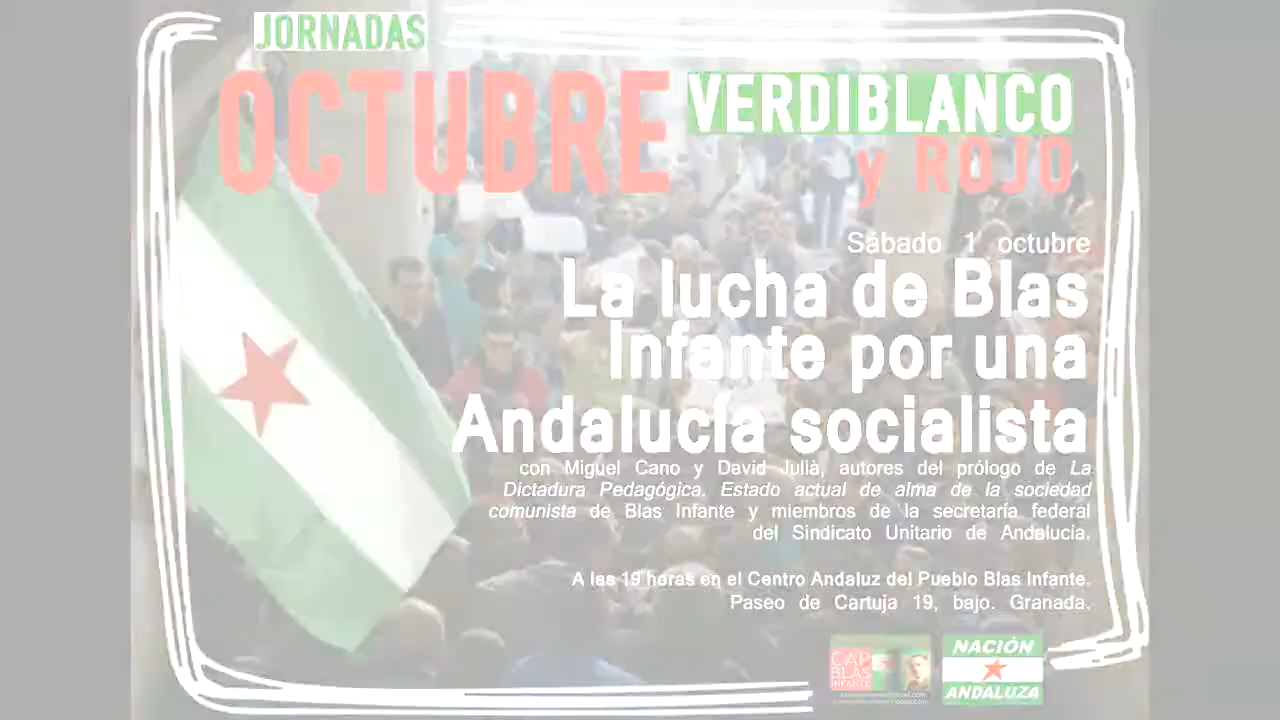 JORNADAS
OCTUBRE VERDIBLANCO
y ROJO
Sábado 1 octubre
La lucha de Blas
Infante por una
Andalucía socialista
con Miguel Cano y David Julià, autores del prólogo de La
Dictadura Pedagógica. Estado actual de alma de la sociedad
comunista de Blas Infante y miembros de la secretaría federal
del Sindicato Unitario de Andalucía.
A las 19 horas en el Centro Andaluz del Pueblo Blas Infante.
Paseo de Cartuja 19, bajo. Granada.
CAP
BLAS
INFANTE
NACIÓN
ANDALUZA